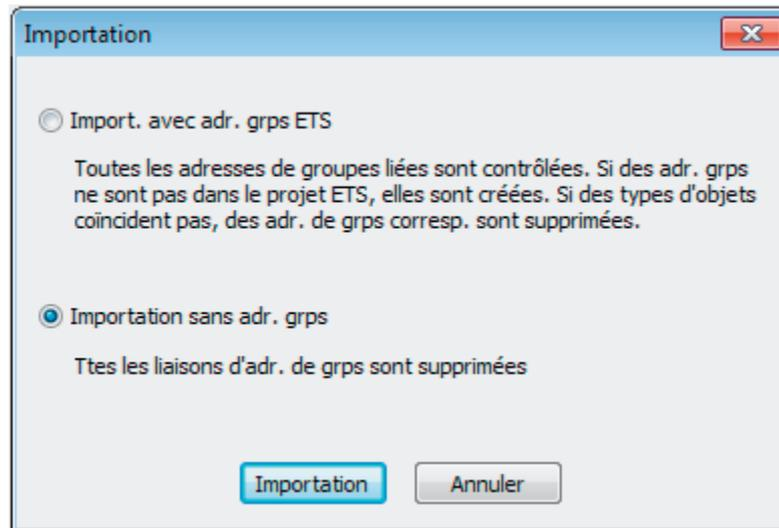 Importation
Import. avec adr. grps ETS
Toutes les adresses de groupes liées sont contrôlées. Si des adr. grps
ne sont pas dans le projet ETS, elles sont créées. Si des types d'objets
coïncident pas, des adr. de grps corresp. sont supprimées.
Importation sans adr. grps
Ttes les liaisons d'adr. de grps sont supprimées
Importation
Annuler